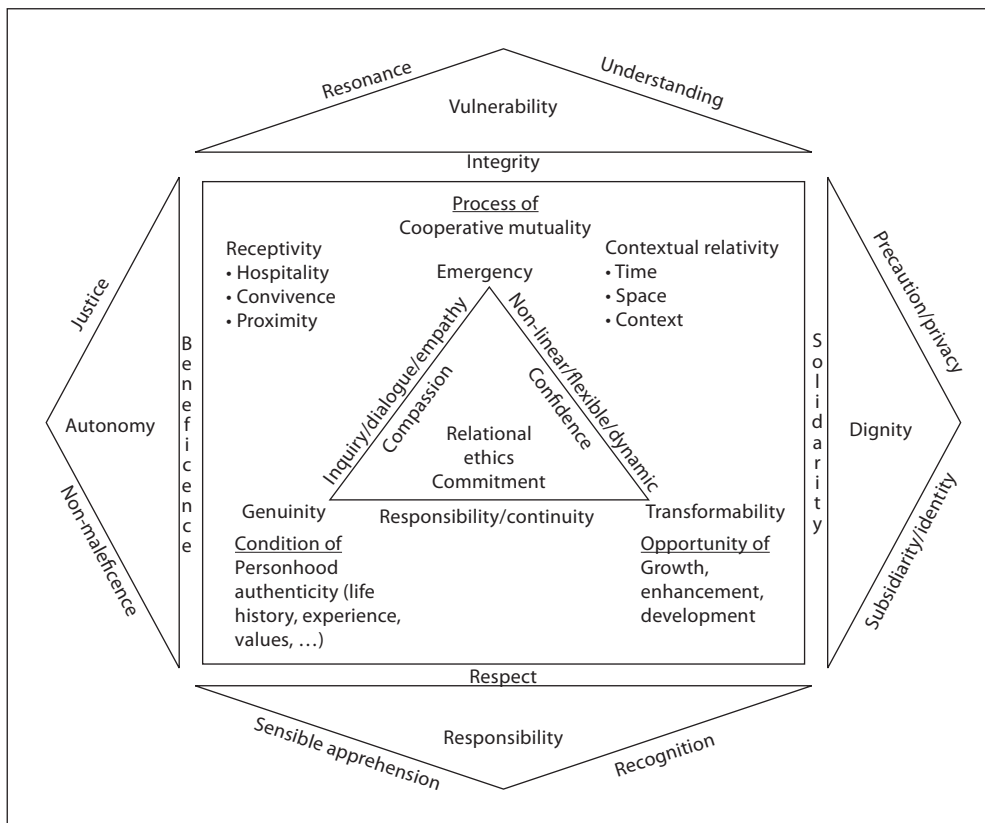 Resonance
Understanding
Vulnerability
Integrity
Justice
Autonomy
Non-maleficence
Beneficence
Process of
Cooperative mutuality
Receptivity
• Hospitality
• Convivence
• Proximity
Contextual relativity
• Time
• Space
• Context
Emergency
Inquiry/dialogue/empathy
Compassion
Non-linear/flexible/dynamic
Confidence
Relational
ethics
Commitment
Genuinity
Responsibility/continuity
Transformability
Condition of
Personhood
authenticity (life
history, experience,
values, …)
Opportunity of
Growth,
enhancement,
development
Solidarity
Precaution/privacy
Dignity
Subsidiarity/identity
Respect
Responsibility
Sensible apprehension
Recognition